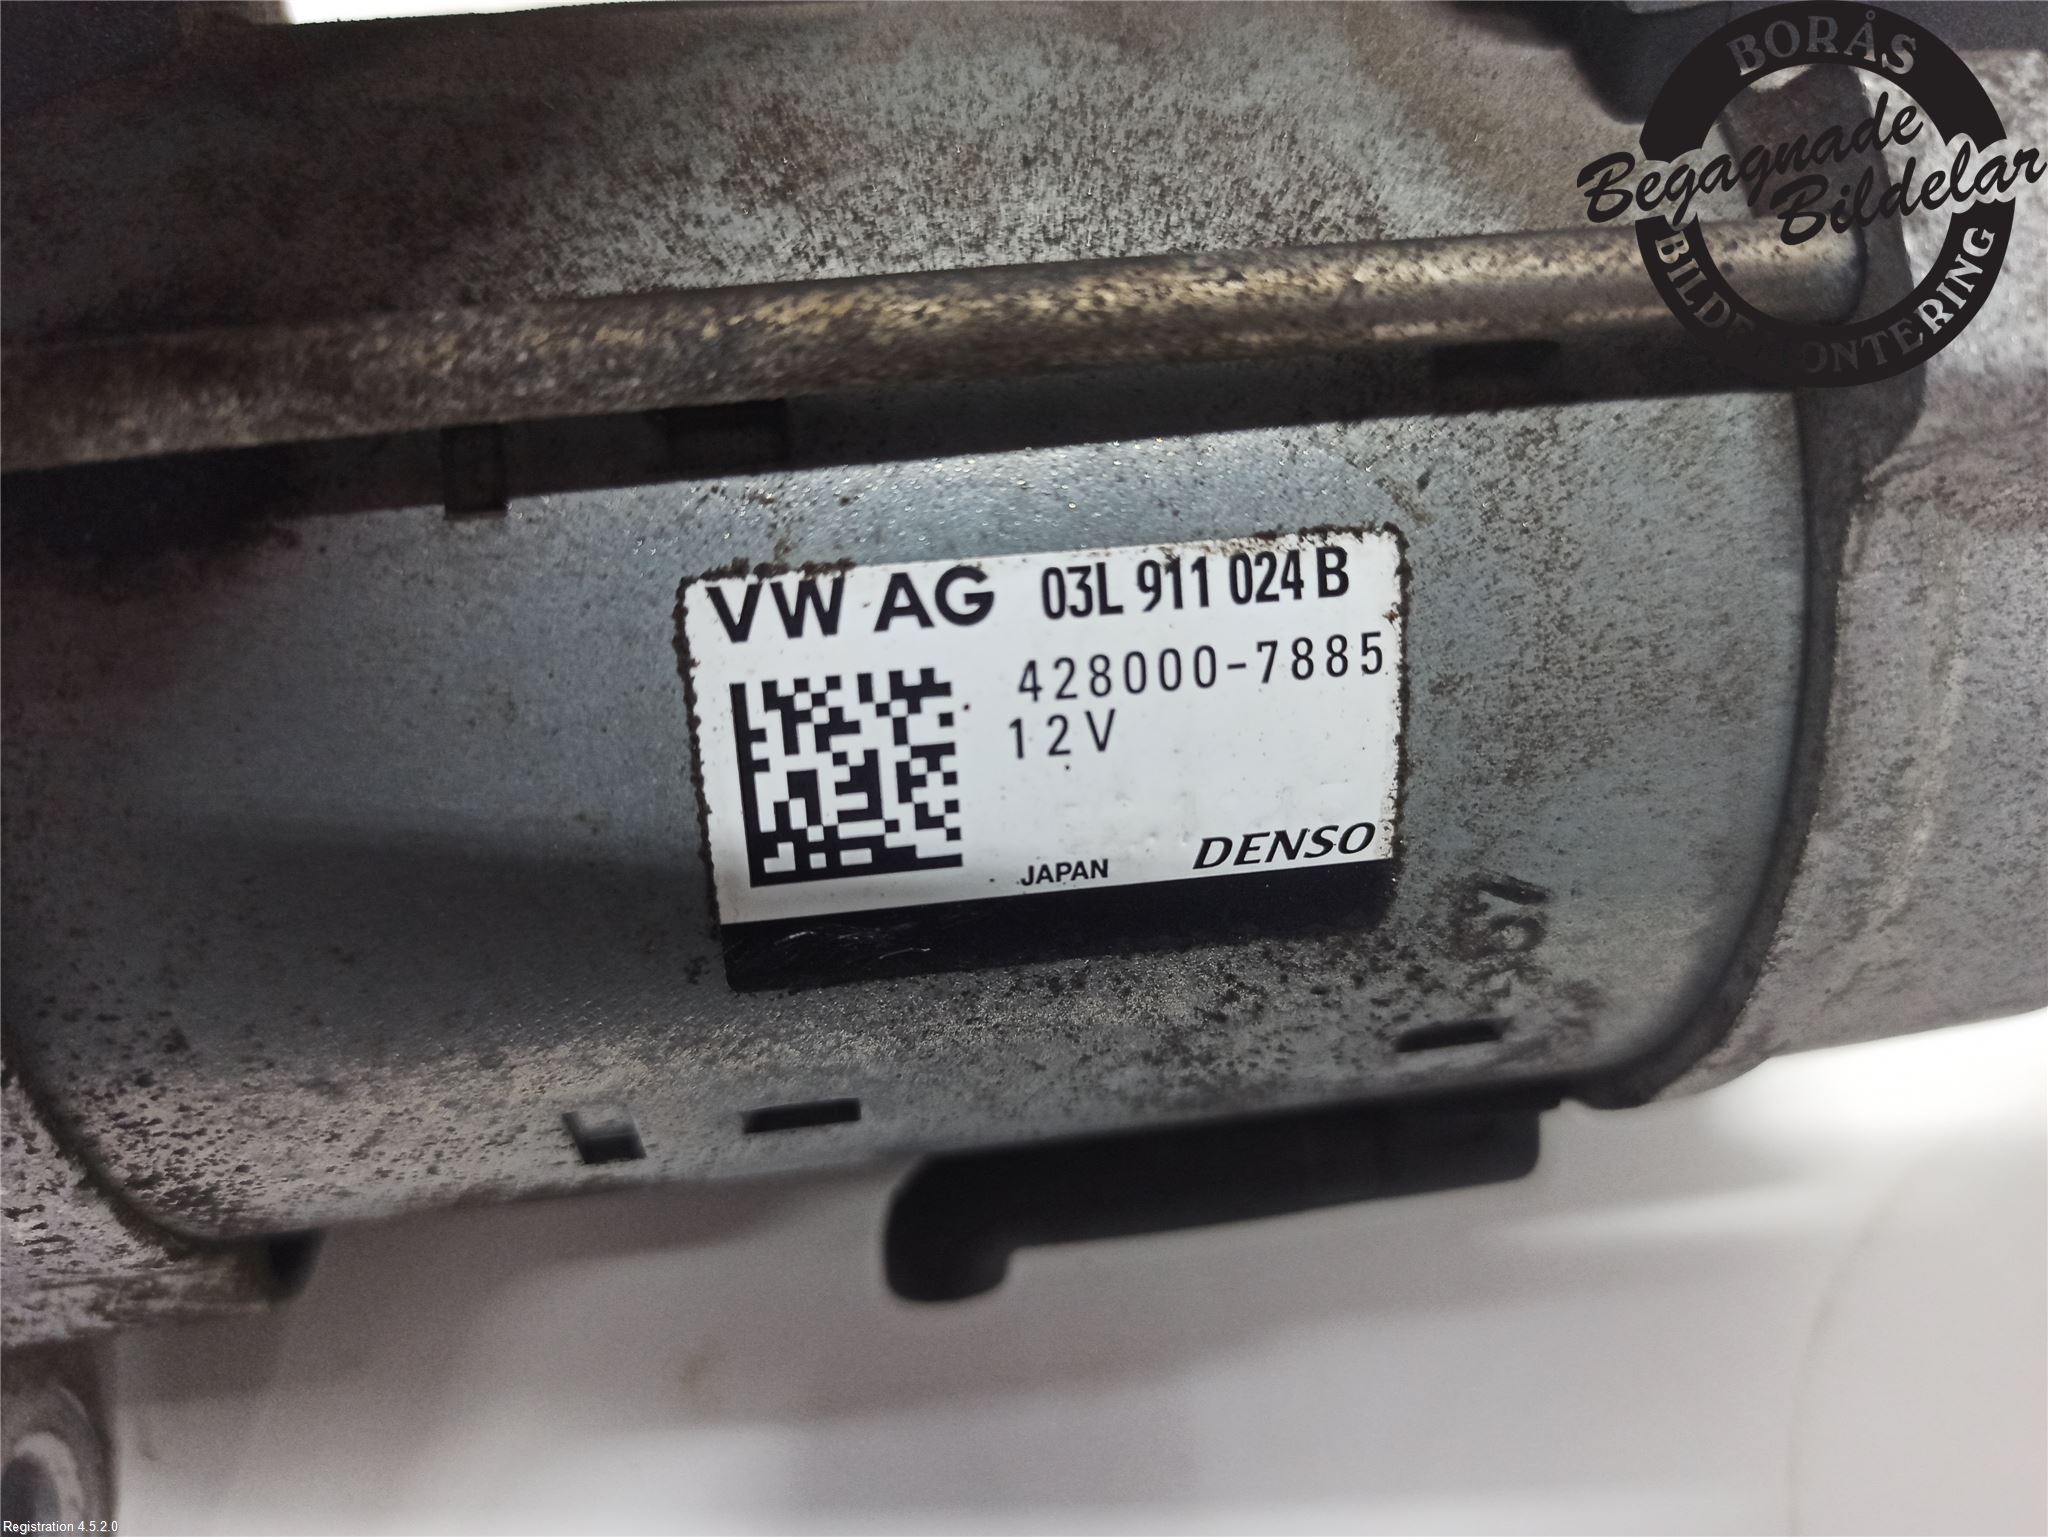 BORÅS
Begagnade
Bildelar
VW AG 03L 911 024 B
428000-7885
12V
JAPAN DENSO
Registration 4.5.2.0